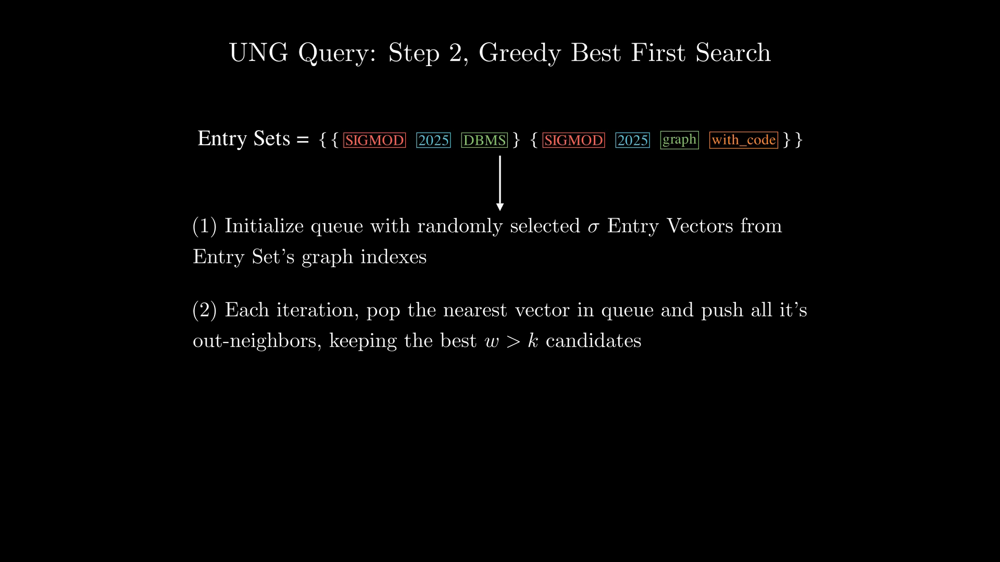 UNG Query: Step 2, Greedy Best First Search
Entry Sets = { { SIGMOD 2025 DBMS } { SIGMOD 2025 graph with_code } }
(1) Initialize queue with randomly selected σ Entry Vectors from
Entry Set's graph indexes
(2) Each iteration, pop the nearest vector in queue and push all it's
out-neighbors, keeping the best w > k candidates